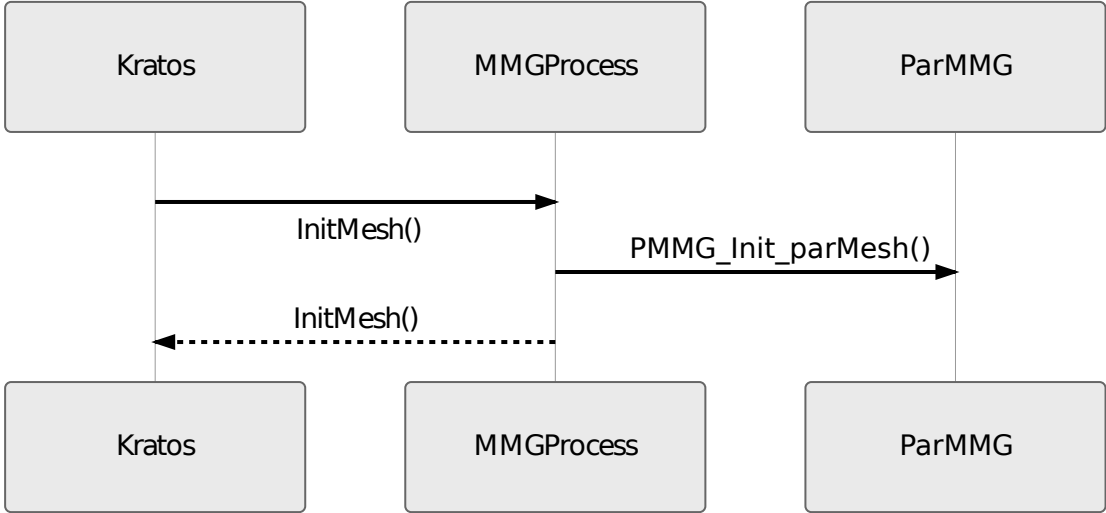 Kratos
MMGProcess
ParMMG
InitMesh()
PMMG_Init_parMesh()
InitMesh()
Kratos
MMGProcess
ParMMG